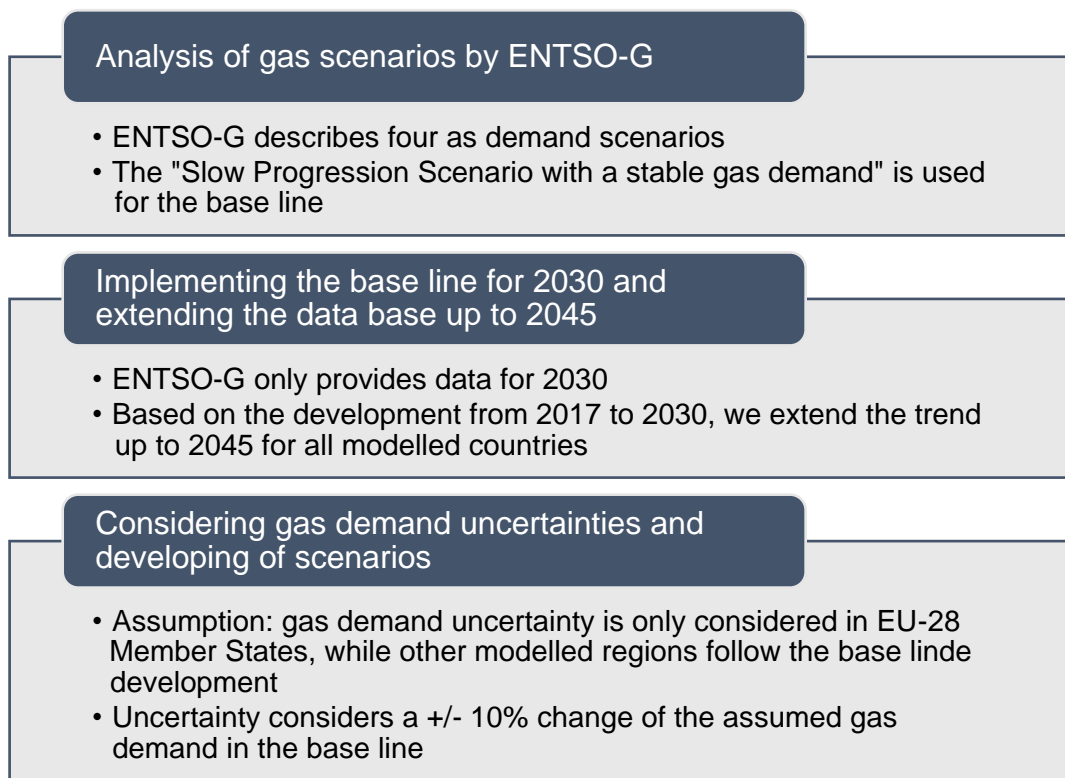 Analysis of gas scenarios by ENTSO-G
• ENTSO-G describes four as demand scenarios
• The "Slow Progression Scenario with a stable gas demand" is used
for the base line
Implementing the base line for 2030 and
extending the data base up to 2045
• ENTSO-G only provides data for 2030
• Based on the development from 2017 to 2030, we extend the trend
up to 2045 for all modelled countries
Considering gas demand uncertainties and
developing of scenarios
• Assumption: gas demand uncertainty is only considered in EU-28
Member States, while other modelled regions follow the base linde
development
• Uncertainty considers a +/- 10% change of the assumed gas
demand in the base line